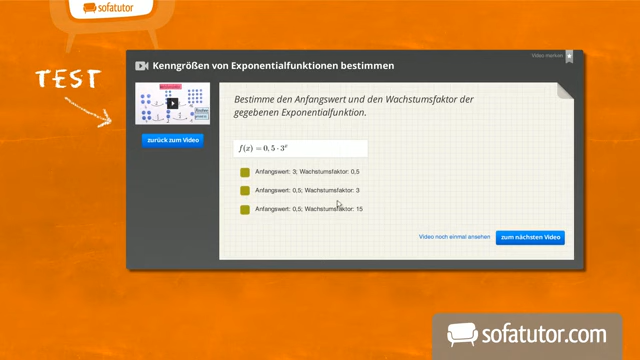 sofatutor
Video merken
Kenngrößen von Exponentialfunktionen bestimmen
TEST
Bestimme den Anfangswert und den Wachstumsfaktor der
gegebenen Exponentialfunktion.
f(x) = 0,5 · 3ˣ
zurück zum Video
Anfangswert: 3; Wachstumsfaktor: 0,5
Anfangswert: 0,5; Wachstumsfaktor: 3
Anfangswert: 0,5; Wachstumsfaktor: 15
Video noch einmal ansehen
zum nächsten Video
sofatutor.com